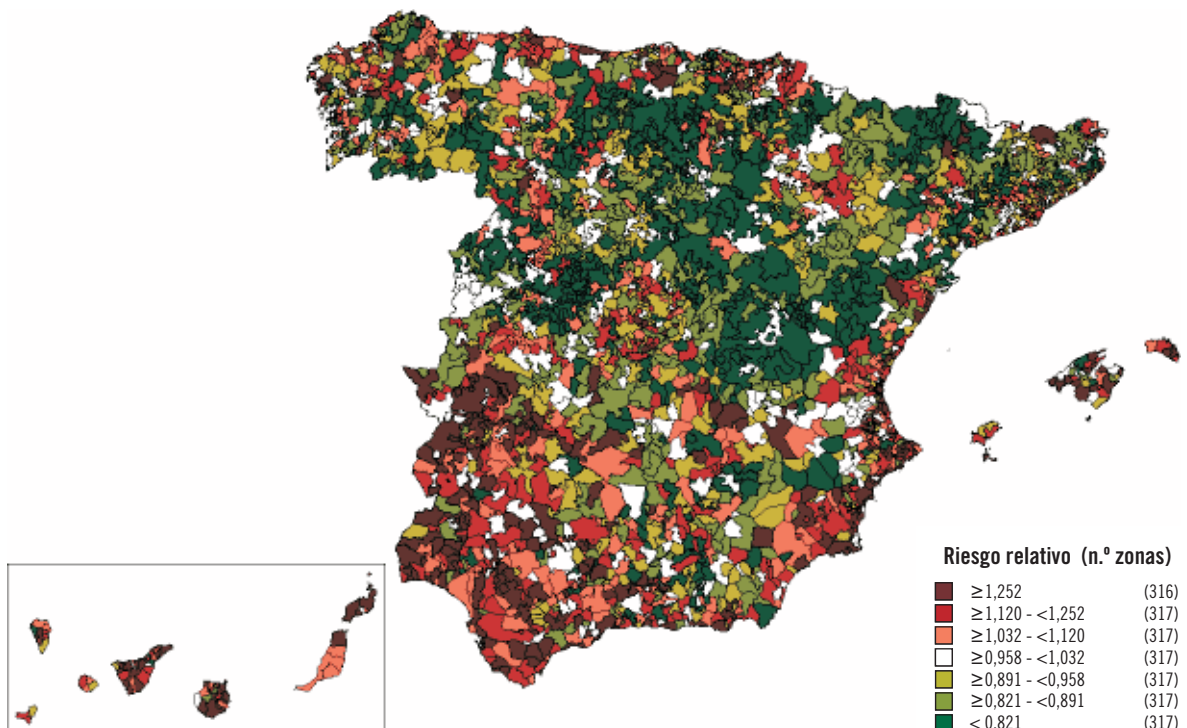 Riesgo relativo (n.º zonas)
≥1,252 (316)
≥1,120 - <1,252 (317)
≥1,032 - <1,120 (317)
≥0,958 - <1,032 (317)
≥0,891 - <0,958 (317)
≥0,821 - <0,891 (317)
<0,821 (317)